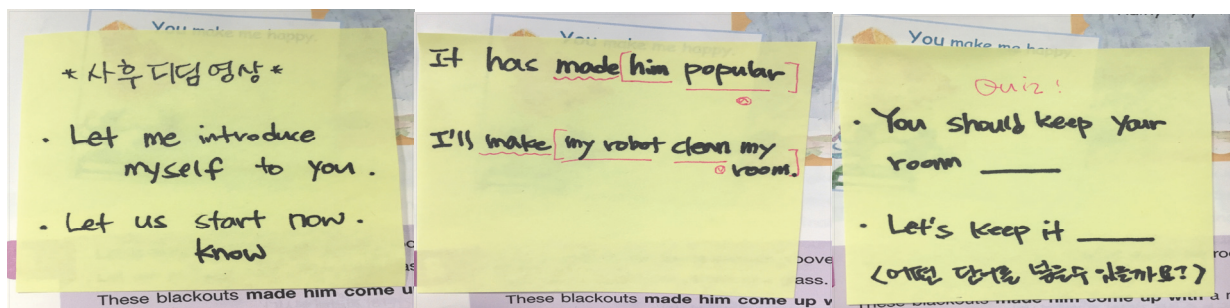 You make me happy.
*사후디딤영상*
· Let me introduce
myself to you.
· Let us start now.
know
You make me happy.
It has made [him popular]
I'll make [my robot clean my
room.]
These blackouts made him come u
ass.
These blackouts made him come up v
You make me happy.
Quiz!
· You should keep your
room ____
· Let's keep it ____
<어떤 단어를 넣을수 있을까요?>
These blackouts made him come up with a